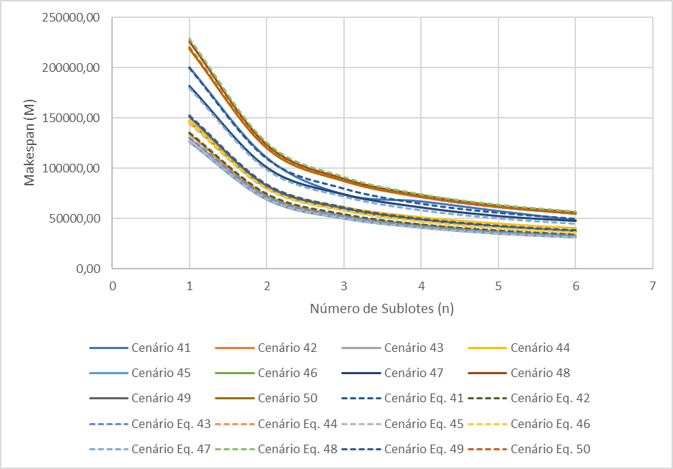 250000,00
200000,00
150000,00
100000,00
50000,00
0,00
Makespan (M)
0 1 2 3 4 5 6 7
Número de Sublotes (n)
Cenário 41 Cenário 42 Cenário 43 Cenário 44
Cenário 45 Cenário 46 Cenário 47 Cenário 48
Cenário 49 Cenário 50 Cenário Eq. 41 Cenário Eq. 42
Cenário Eq. 43 Cenário Eq. 44 Cenário Eq. 45 Cenário Eq. 46
Cenário Eq. 47 Cenário Eq. 48 Cenário Eq. 49 Cenário Eq. 50